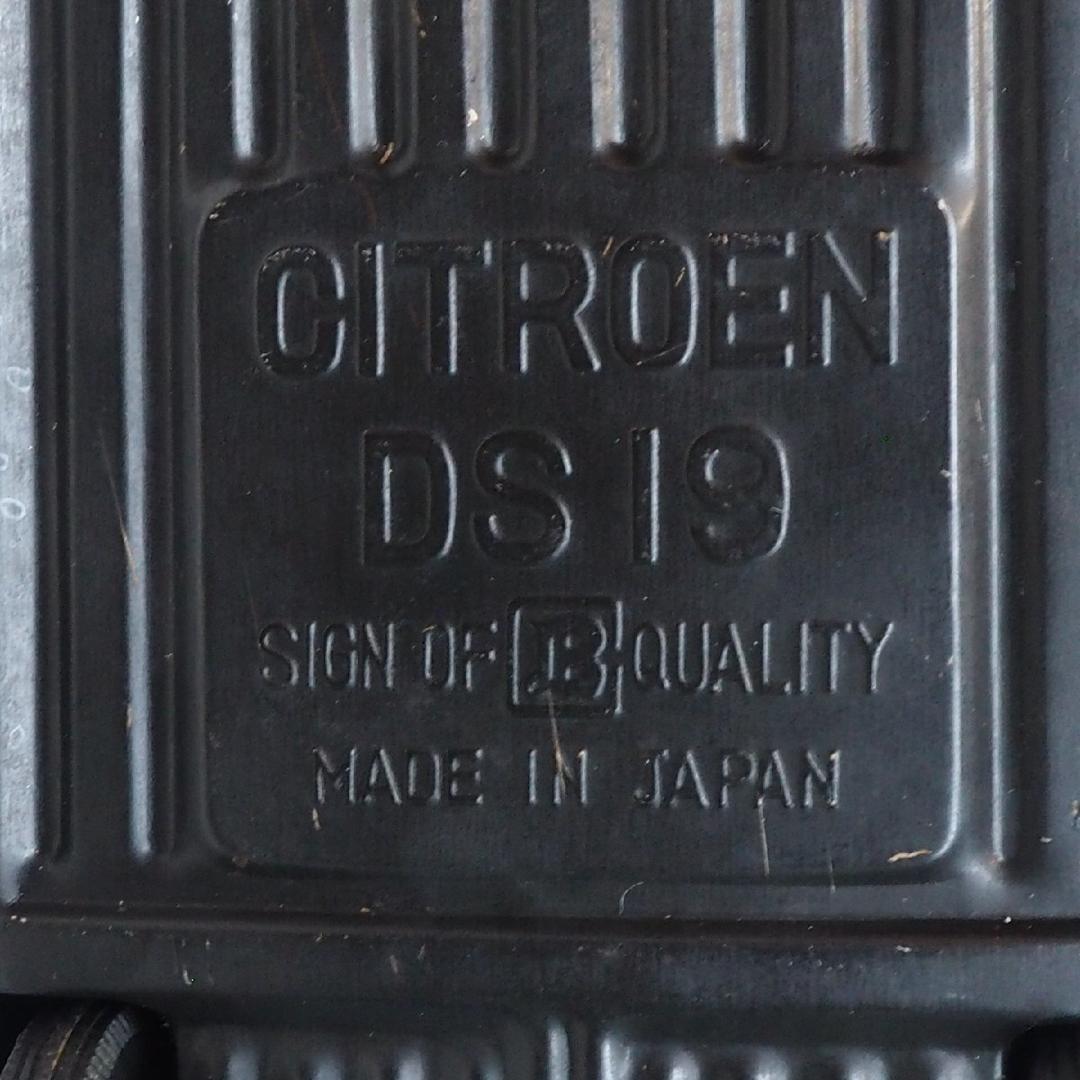 CITROEN
DS 19
SIGN OF B QUALITY
MADE IN JAPAN